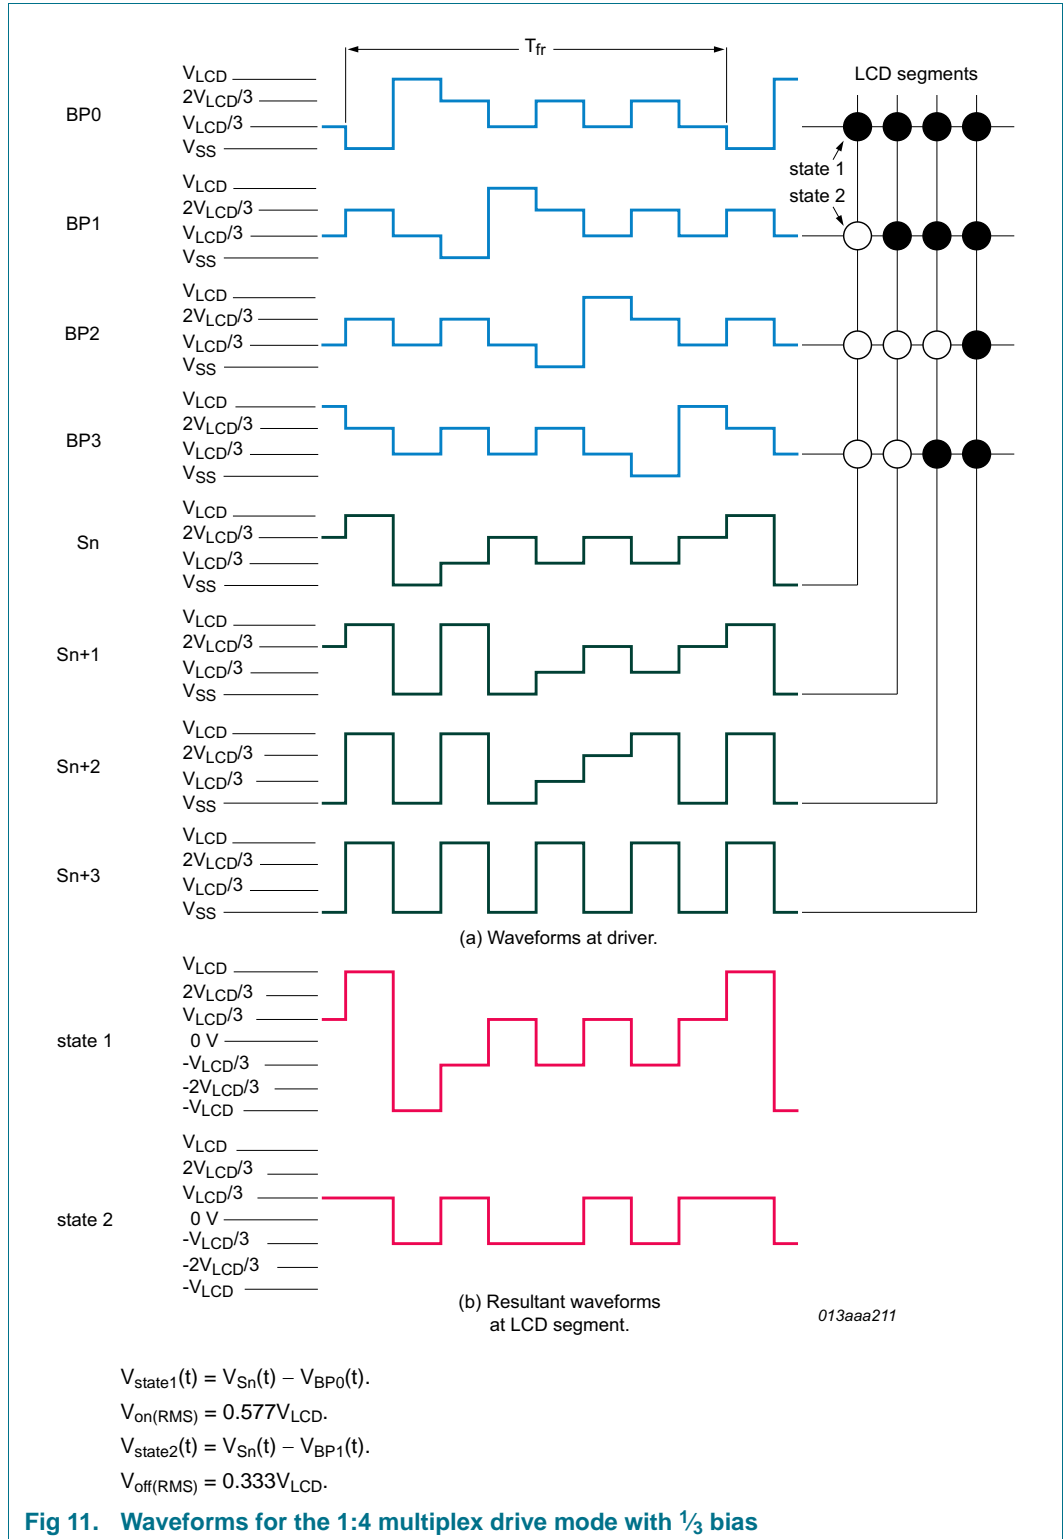 Tfr
LCD segments
BP0
VLCD
2VLCD/3
VLCD/3
VSS
state 1
state 2
BP1
VLCD
2VLCD/3
VLCD/3
VSS
BP2
VLCD
2VLCD/3
VLCD/3
VSS
BP3
VLCD
2VLCD/3
VLCD/3
VSS
Sn
VLCD
2VLCD/3
VLCD/3
VSS
Sn+1
VLCD
2VLCD/3
VLCD/3
VSS
Sn+2
VLCD
2VLCD/3
VLCD/3
VSS
Sn+3
VLCD
2VLCD/3
VLCD/3
VSS
(a) Waveforms at driver.
state 1
VLCD
2VLCD/3
VLCD/3
0 V
-VLCD/3
-2VLCD/3
-VLCD
state 2
VLCD
2VLCD/3
VLCD/3
0 V
-VLCD/3
-2VLCD/3
-VLCD
(b) Resultant waveforms
at LCD segment.
013aaa211
Vstate1(t) = VSn(t) − VBP0(t).
Von(RMS) = 0.577VLCD.
Vstate2(t) = VSn(t) − VBP1(t).
Voff(RMS) = 0.333VLCD.
Fig 11. Waveforms for the 1:4 multiplex drive mode with 1⁄3 bias